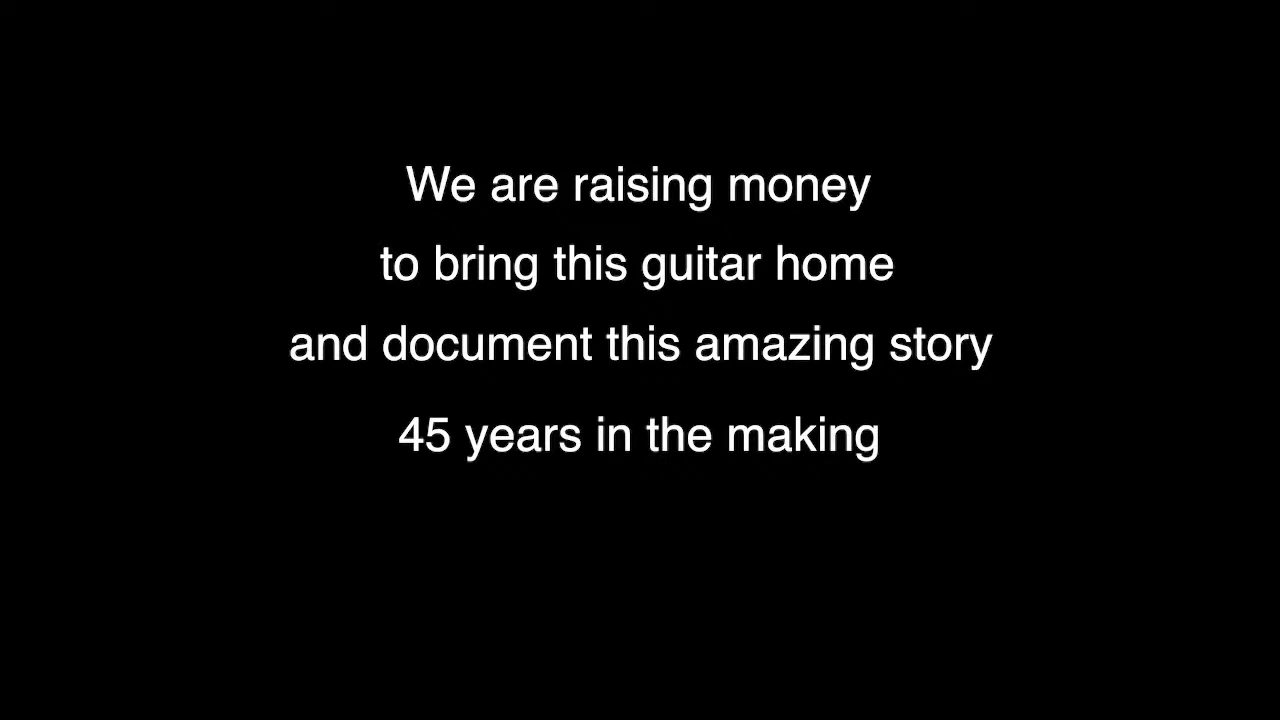 We are raising money
to bring this guitar home
and document this amazing story
45 years in the making